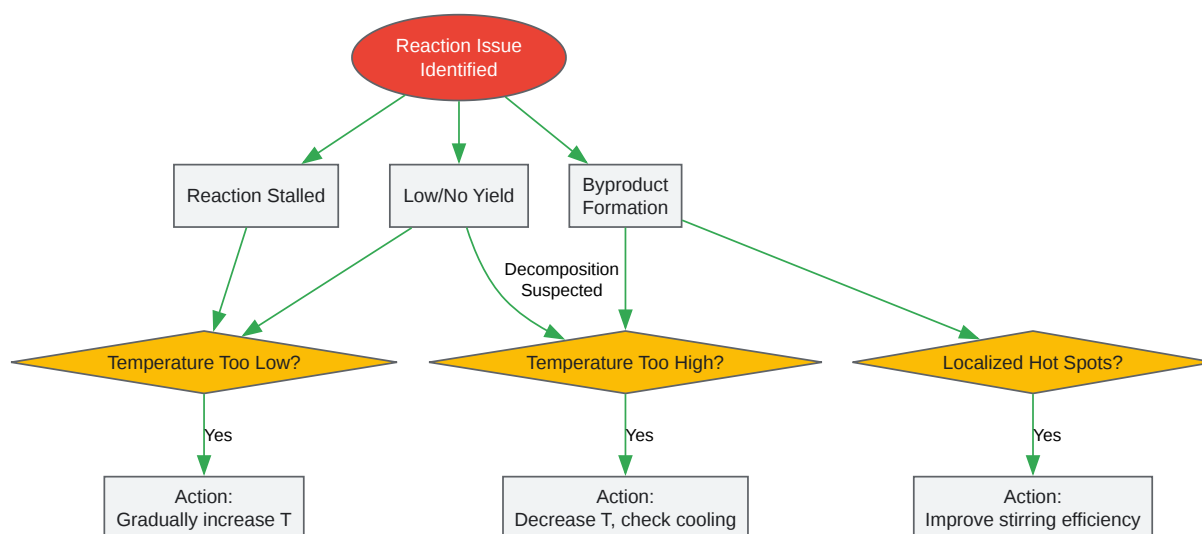 Reaction Issue
Identified
Reaction Stalled
Low/No Yield
Byproduct
Formation
Decomposition
Suspected
Temperature Too Low?
Temperature Too High?
Localized Hot Spots?
Yes
Yes
Yes
Action:
Gradually increase T
Action:
Decrease T, check cooling
Action:
Improve stirring efficiency